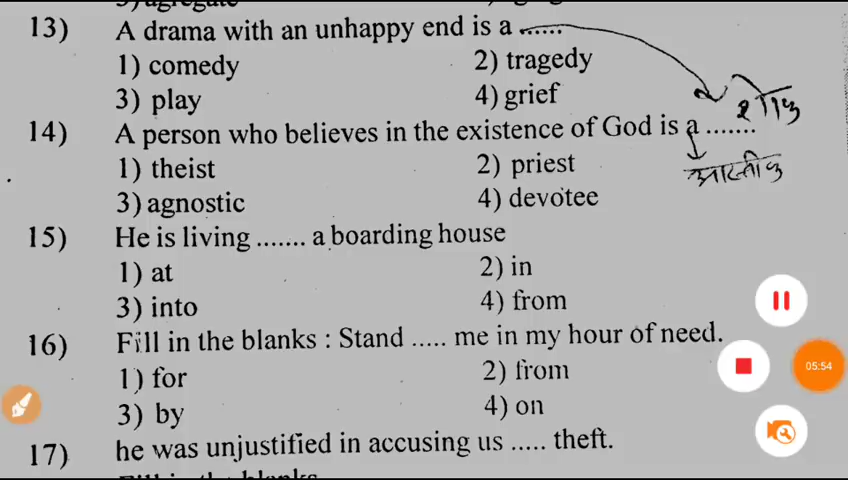 13) A drama with an unhappy end is a ......
1) comedy 2) tragedy
3) play 4) grief
शोक
14) A person who believes in the existence of God is a .......
1) theist 2) priest
आस्तीक
3) agnostic 4) devotee
15) He is living ....... a boarding house
1) at 2) in
3) into 4) from
16) Fill in the blanks : Stand ..... me in my hour of need.
1) for 2) from
05:54
3) by 4) on
17) he was unjustified in accusing us ..... theft.
Fill in the blanks